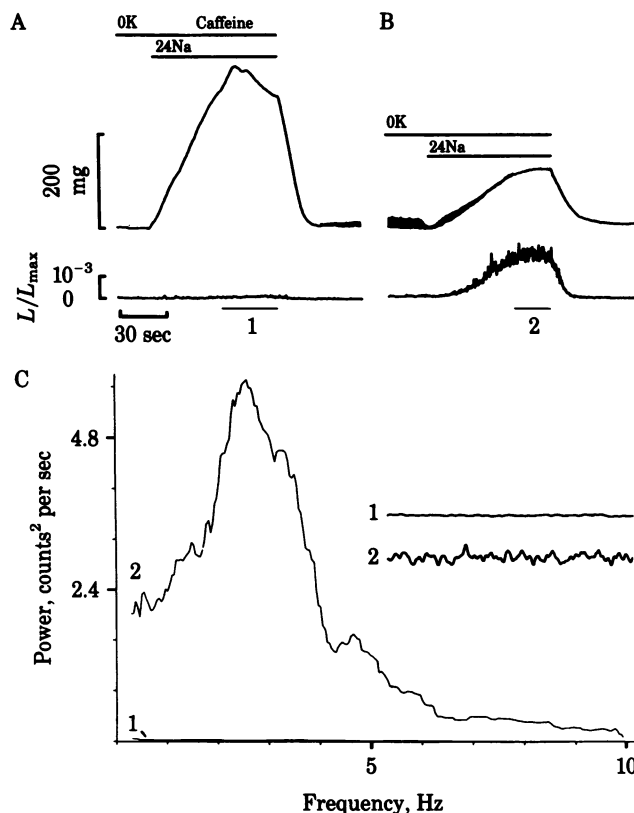 A
0K Caffeine
24Na
200
mg
B
0K
24Na
L/Lmax
10⁻³
0
30 sec
1
2
C
Power, counts² per sec
4.8
2.4
2
1
1
2
5
10
Frequency, Hz